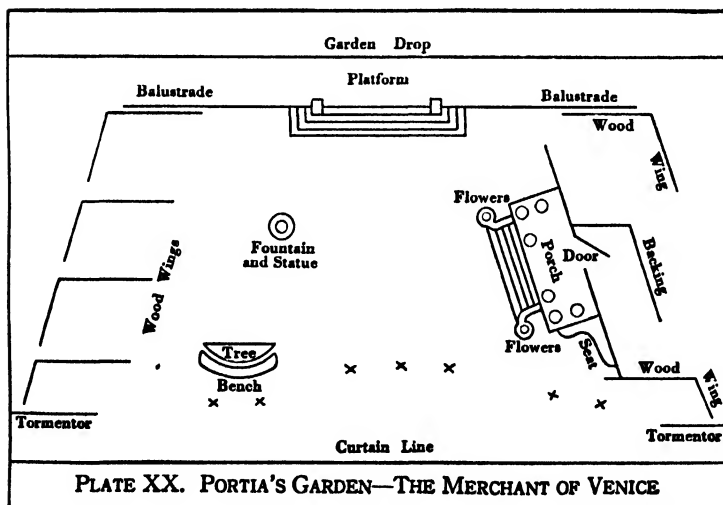 Garden Drop
Platform
Balustrade
Balustrade
Wood
Wing
Flowers
Fountain
and Statue
Wood Wings
Porch
Door
Backing
Tree
Bench
Flowers
Seat
Wood
Wing
Tormentor
Tormentor
Curtain Line
PLATE XX. PORTIA'S GARDEN—THE MERCHANT OF VENICE